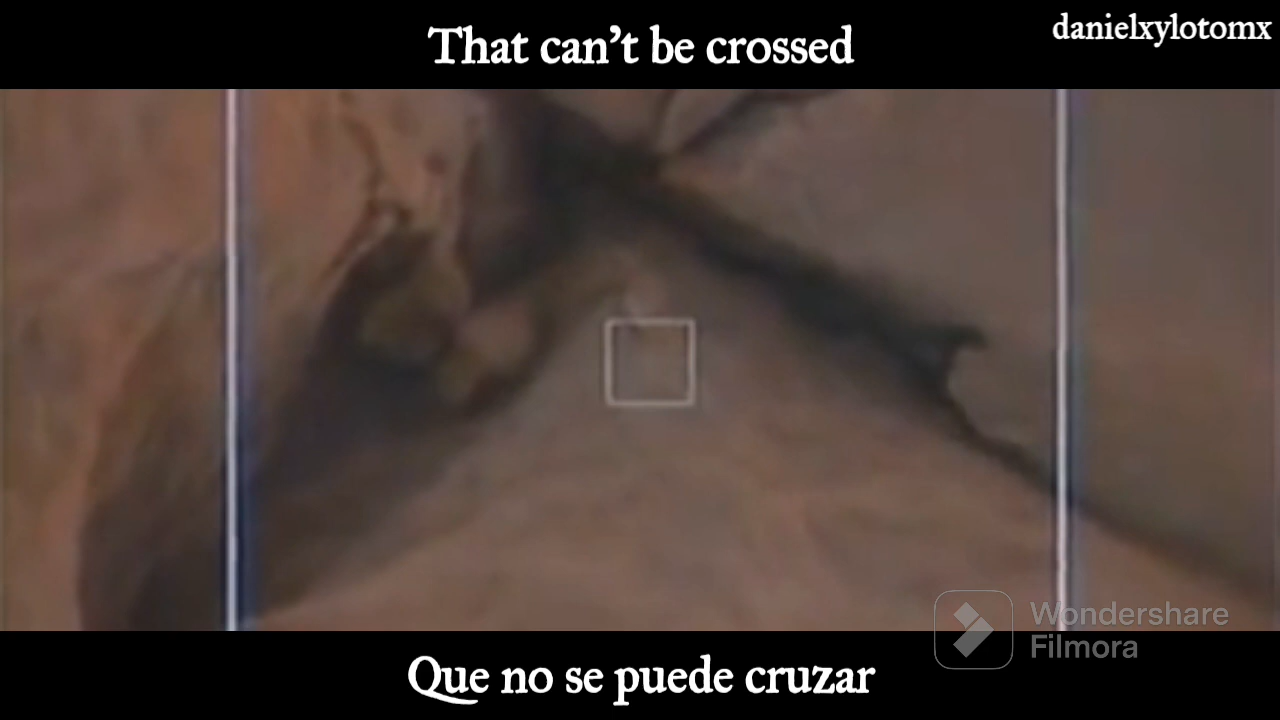 That can't be crossed
danielxylotomx
Wondershare
Filmora
Que no se puede cruzar